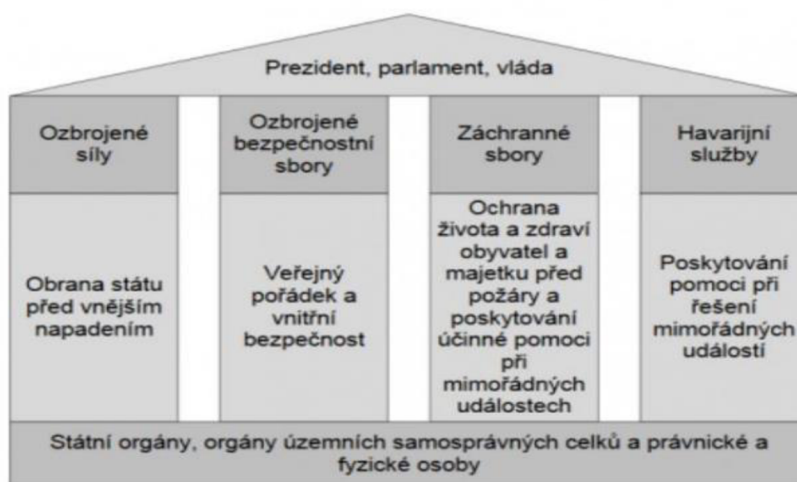 Prezident, parlament, vláda
Ozbrojené
síly
Ozbrojené
bezpečnostní
sbory
Záchranné
sbory
Havarijní
služby
Obrana státu
před vnějším
napadením
Veřejný
pořádek a
vnitřní
bezpečnost
Ochrana
života a zdraví
obyvatel a
majetku před
požáry a
poskytování
účinné pomoci
při
mimořádných
událostech
Poskytování
pomoci při
řešení
mimořádných
událostí
Státní orgány, orgány územních samosprávných celků a právnické a
fyzické osoby